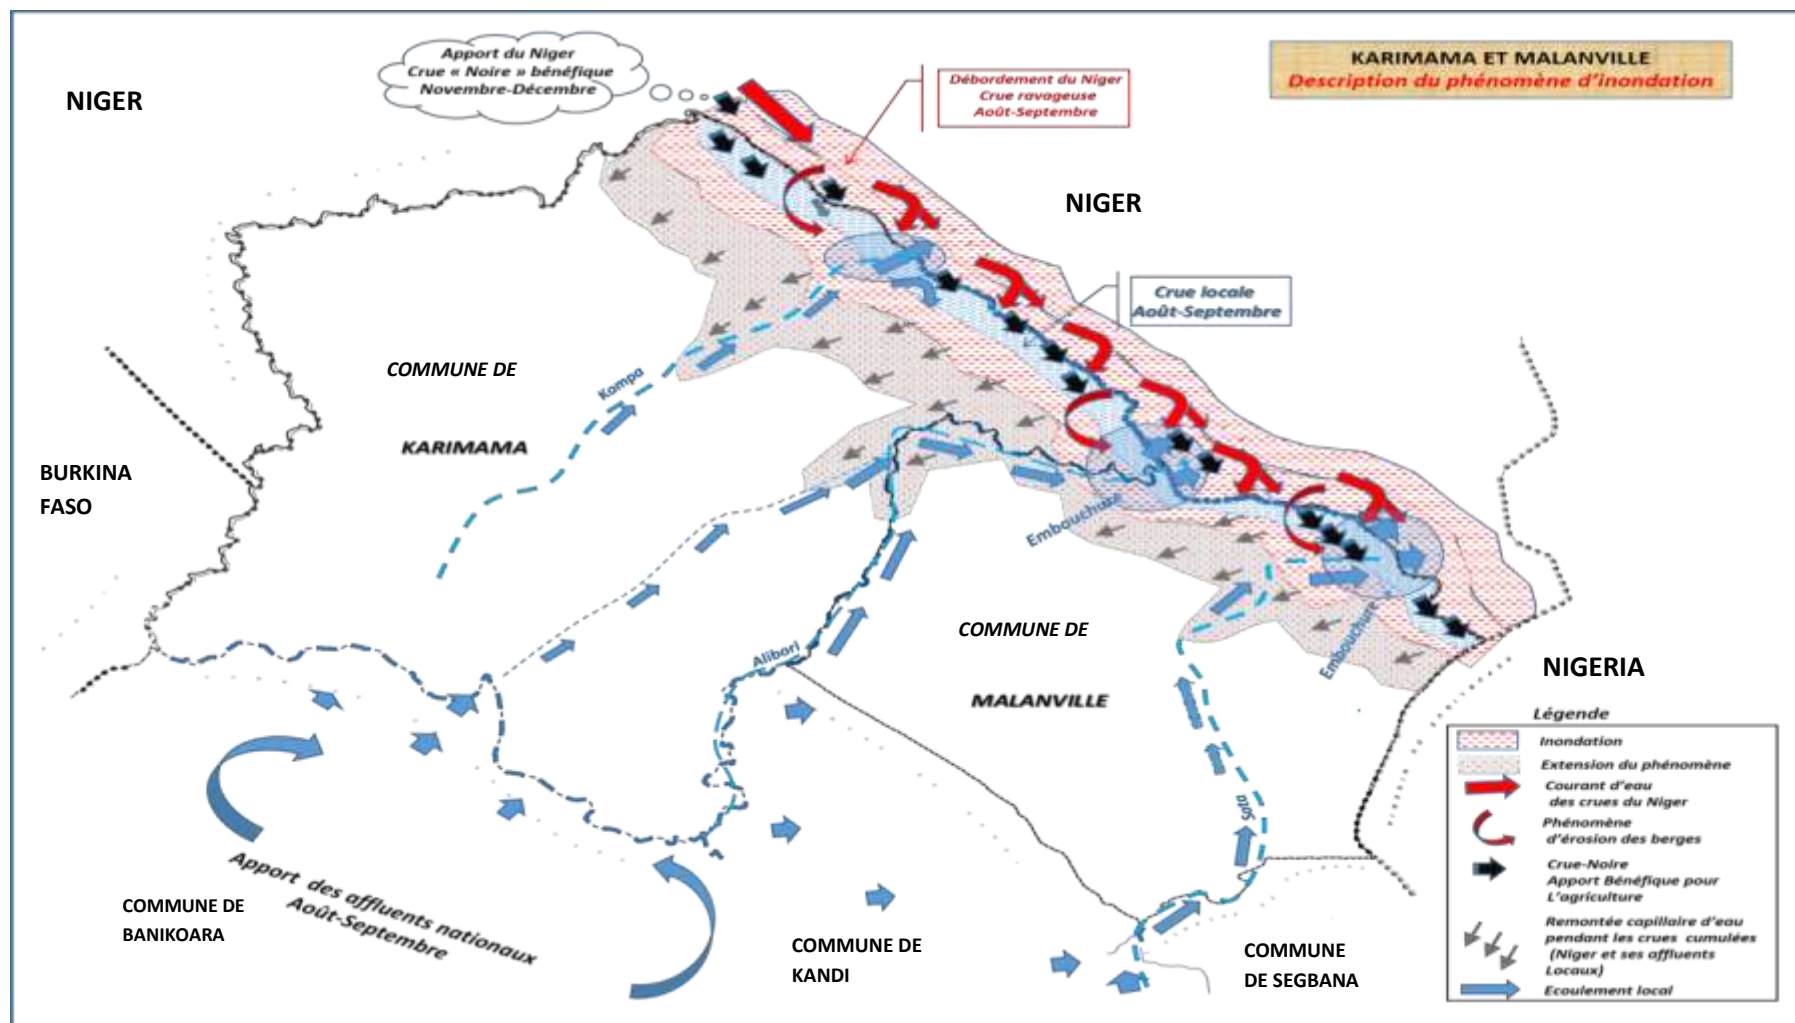 Apport du Niger
Crue « Noire » bénéfique
Novembre-Décembre
KARIMAMA ET MALANVILLE
Description du phénomène d'inondation
NIGER
Débordement du Niger
Crue ravageuse
Août-Septembre
NIGER
Crue locale
Août-Septembre
COMMUNE DE
KARIMAMA
Kompa
BURKINA
FASO
Embouchure
COMMUNE DE
MALANVILLE
Alibori
Embouchure
NIGERIA
Sota
Apport des affluents nationaux
Août-Septembre
COMMUNE DE
BANIKOARA
COMMUNE DE
KANDI
COMMUNE
DE SEGBANA
Légende
Inondation
Extension du phénomène
Courant d'eau
des crues du Niger
Phénomène
d'érosion des berges
Crue-Noire
Apport Bénéfique pour
L'agriculture
Remontée capillaire d'eau
pendant les crues cumulées
(Niger et ses affluents
Locaux)
Ecoulement local